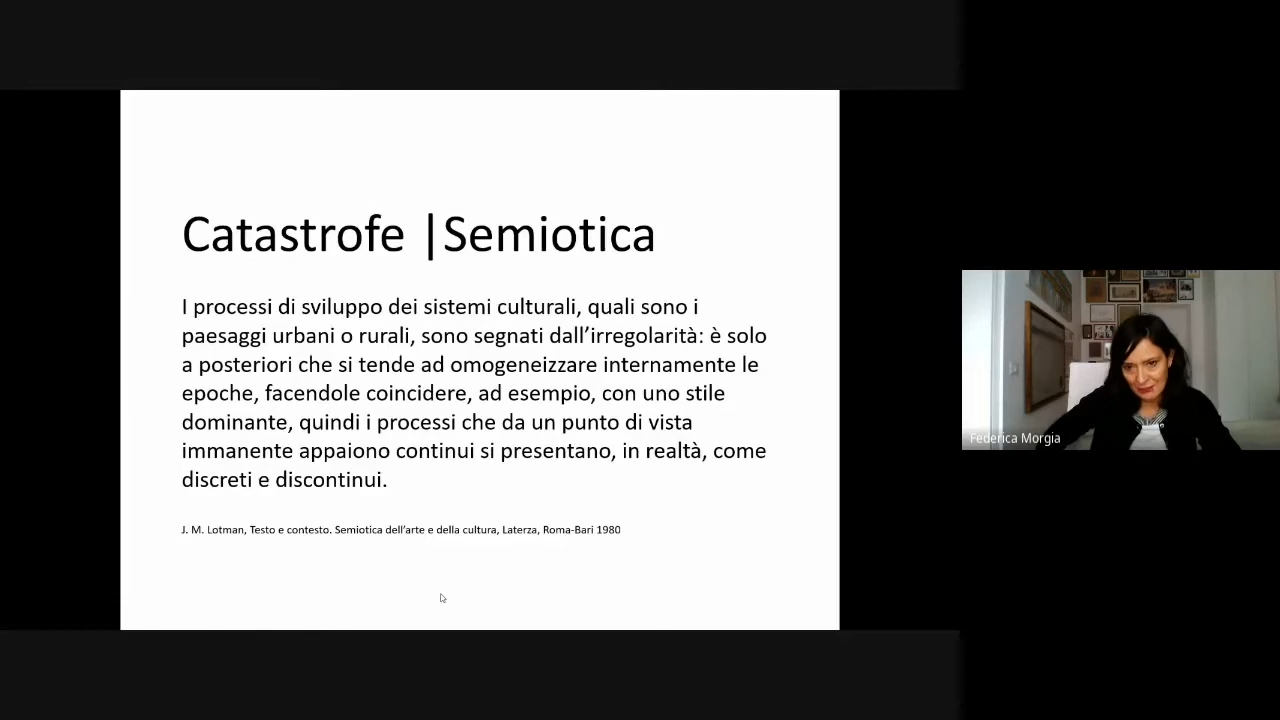 Catastrofe |Semiotica
I processi di sviluppo dei sistemi culturali, quali sono i
paesaggi urbani o rurali, sono segnati dall’irregolarità: è solo
a posteriori che si tende ad omogeneizzare internamente le
epoche, facendole coincidere, ad esempio, con uno stile
dominante, quindi i processi che da un punto di vista
immanente appaiono continui si presentano, in realtà, come
discreti e discontinui.
J. M. Lotman, Testo e contesto. Semiotica dell’arte e della cultura, Laterza, Roma-Bari 1980
Federica Morgia